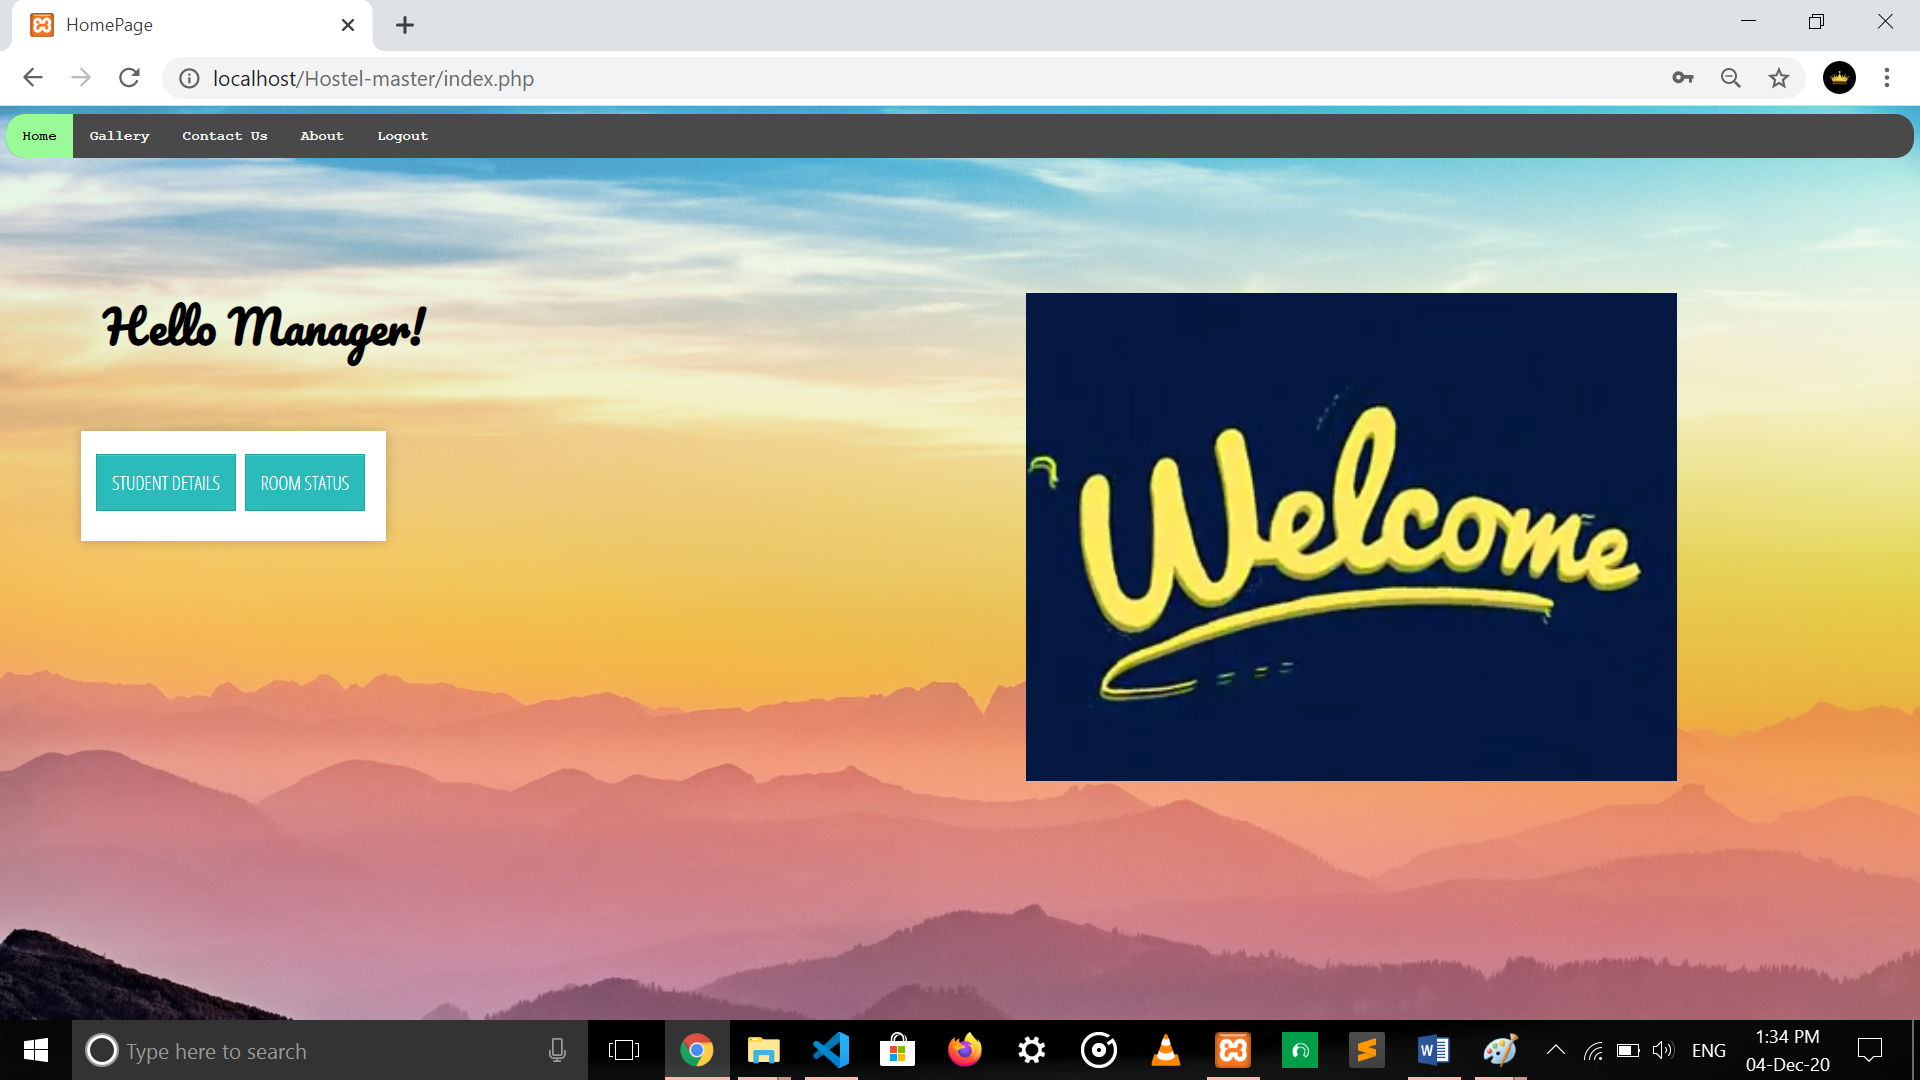 HomePage
localhost/Hostel-master/index.php
Home Gallery Contact Us About Logout
Hello Manager!
STUDENT DETAILS ROOM STATUS
Welcome
Type here to search
ENG
1:34 PM
04-Dec-20